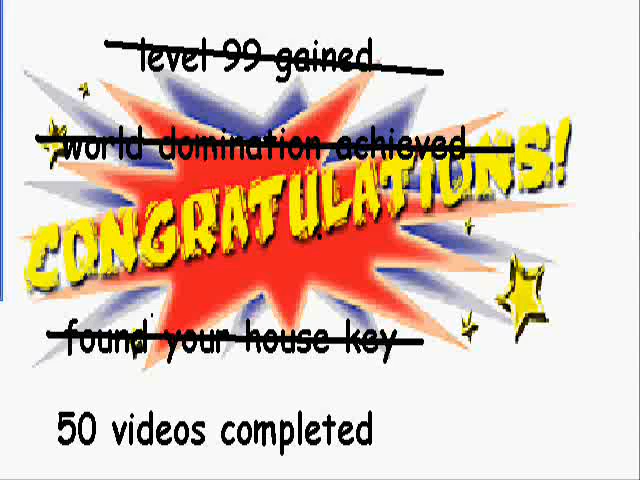 level 99 gained
world domination achieved
CONGRATULATIONS!
found your house key
50 videos completed